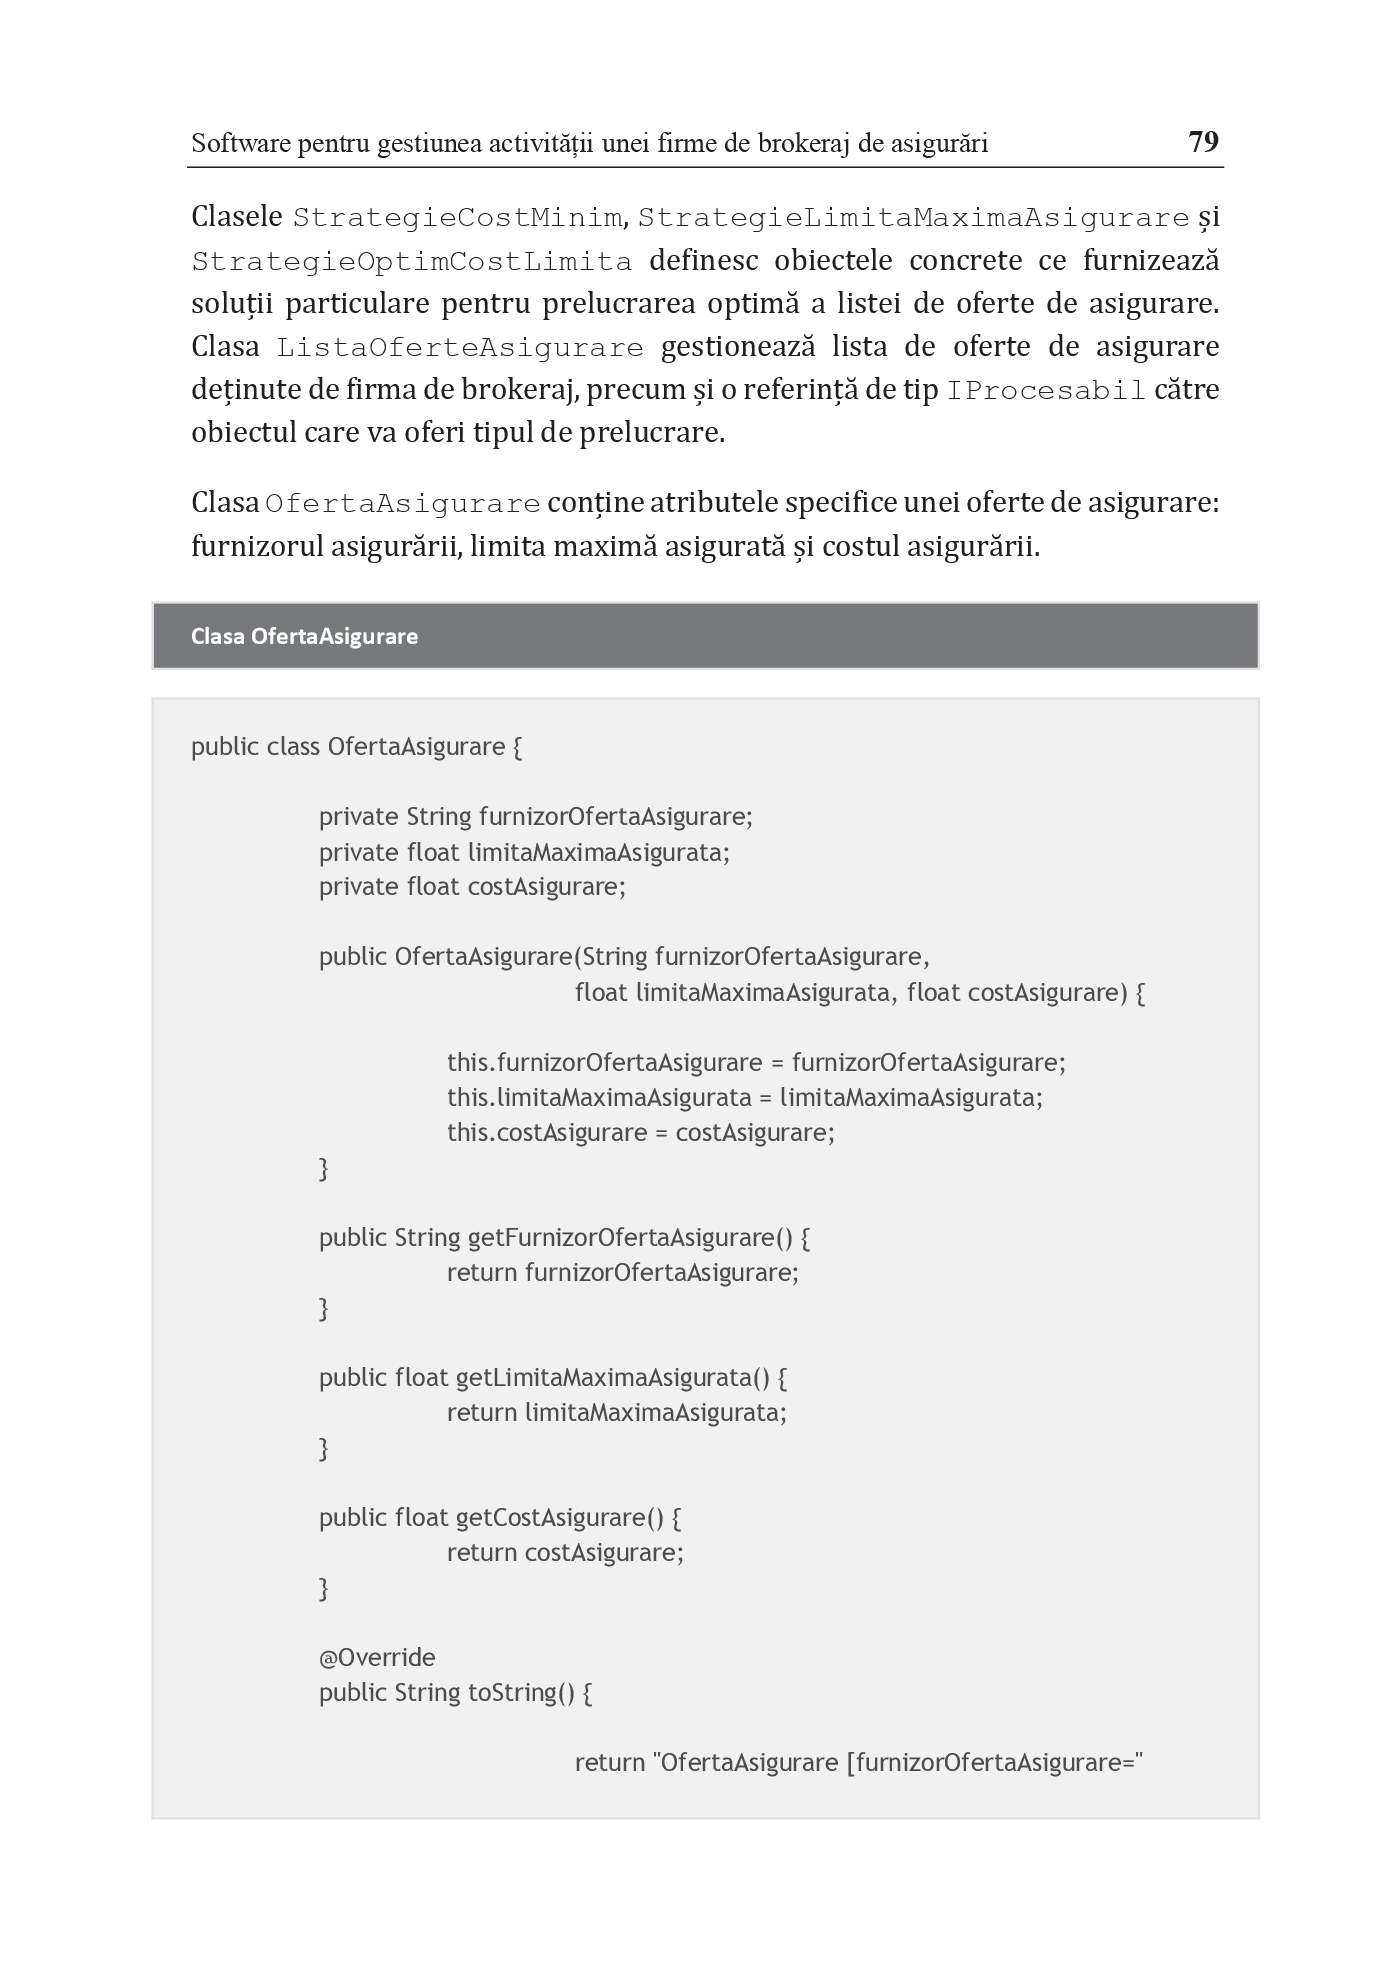 Software pentru gestiunea activității unei firme de brokeraj de asigurări 79
Clasele StrategieCostMinim, StrategieLimitaMaximaAsigurare și
StrategieOptimCostLimita definesc obiectele concrete ce furnizează
soluții particulare pentru prelucrarea optimă a listei de oferte de asigurare.
Clasa ListaOferteAsigurare gestionează lista de oferte de asigurare
deținute de firma de brokeraj, precum și o referință de tip IProcesabil către
obiectul care va oferi tipul de prelucrare.
Clasa OfertaAsigurare conține atributele specifice unei oferte de asigurare:
furnizorul asigurării, limita maximă asigurată și costul asigurării.
Clasa OfertaAsigurare
public class OfertaAsigurare {
private String furnizorOfertaAsigurare;
private float limitaMaximaAsigurata;
private float costAsigurare;
public OfertaAsigurare(String furnizorOfertaAsigurare,
float limitaMaximaAsigurata, float costAsigurare) {
this.furnizorOfertaAsigurare = furnizorOfertaAsigurare;
this.limitaMaximaAsigurata = limitaMaximaAsigurata;
this.costAsigurare = costAsigurare;
}
public String getFurnizorOfertaAsigurare() {
return furnizorOfertaAsigurare;
}
public float getLimitaMaximaAsigurata() {
return limitaMaximaAsigurata;
}
public float getCostAsigurare() {
return costAsigurare;
}
@Override
public String toString() {
return "OfertaAsigurare [furnizorOfertaAsigurare="